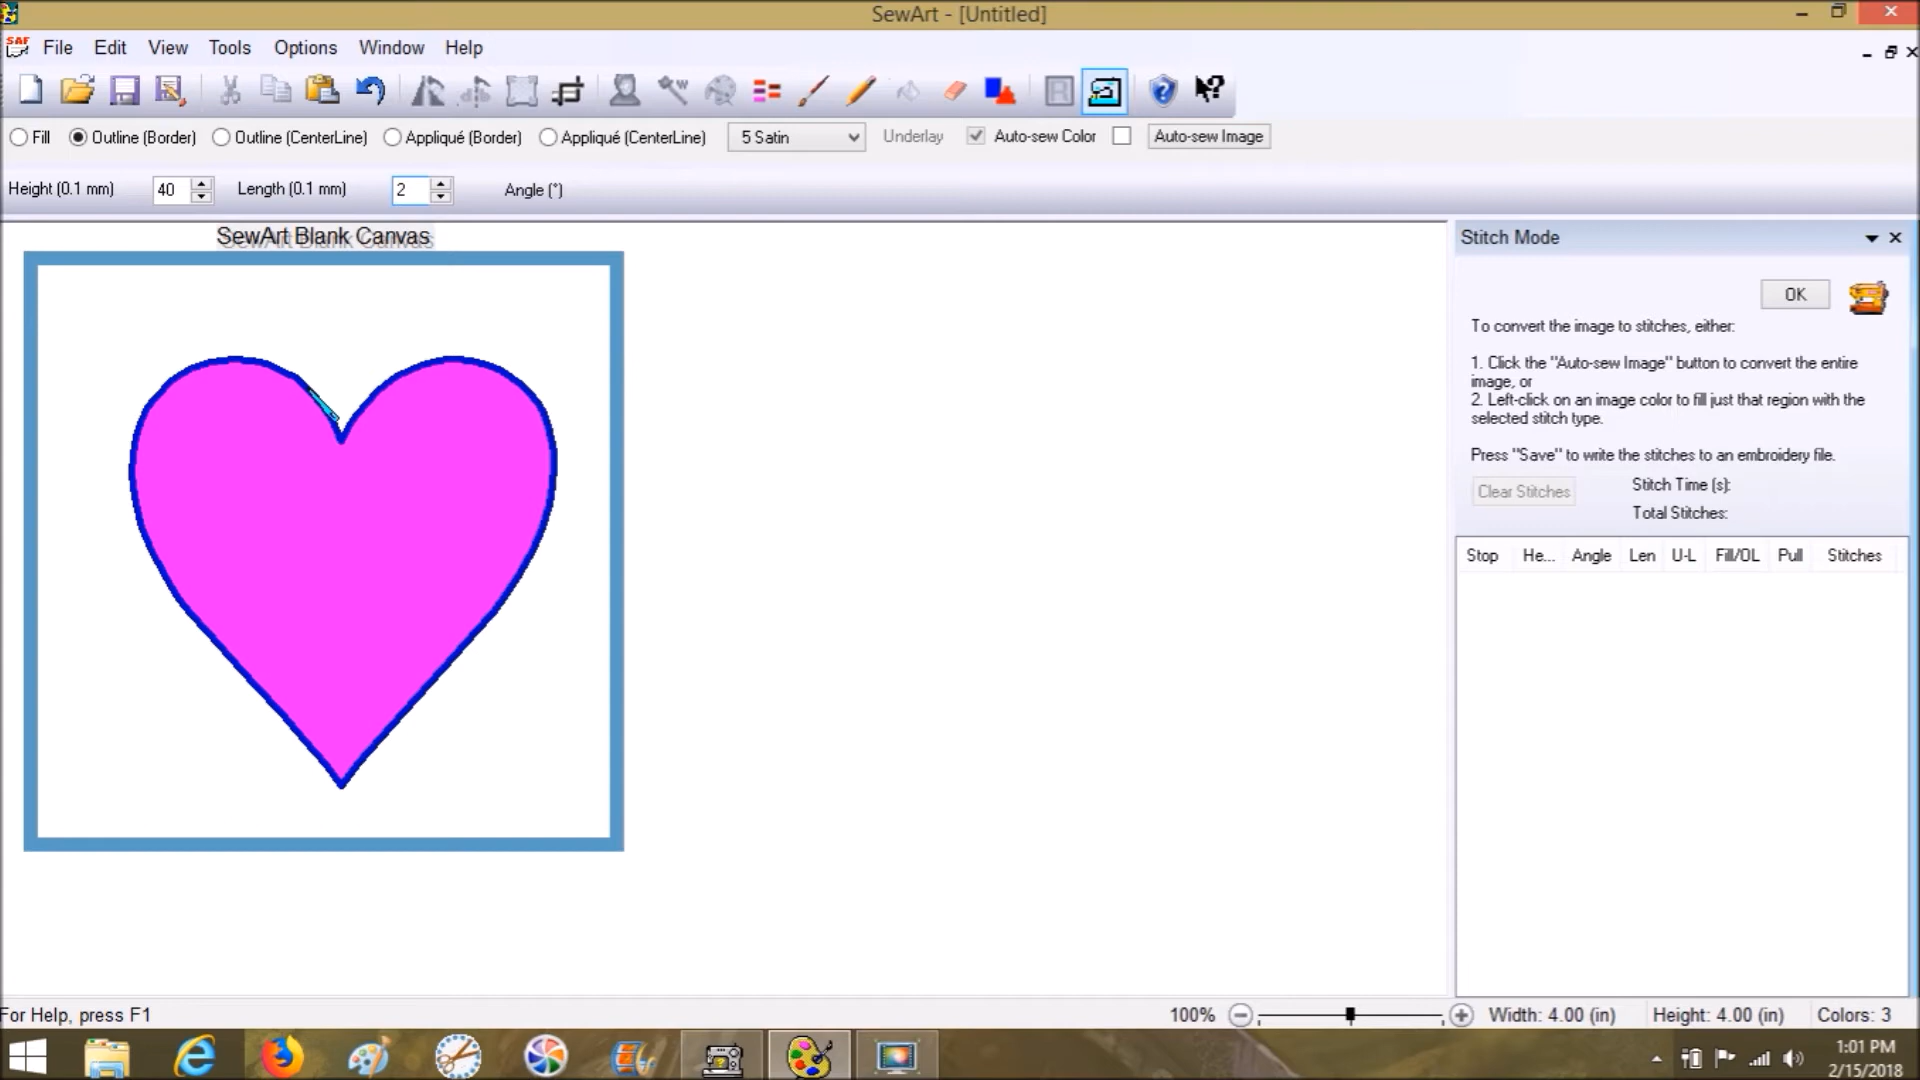 SewArt - [Untitled]
SAF File Edit View Tools Options Window Help
Fill Outline (Border) Outline (CenterLine) Appliqué (Border) Appliqué (CenterLine) 5 Satin Underlay Auto-sew Color Auto-sew Image
Height (0.1 mm) 40 Length (0.1 mm) 2 Angle (°)
SewArt Blank Canvas
Stitch Mode
OK
To convert the image to stitches, either:
1. Click the "Auto-sew Image" button to convert the entire
image, or
2. Left-click on an image color to fill just that region with the
selected stitch type.
Press "Save" to write the stitches to an embroidery file.
Clear Stitches Stitch Time (s):
Total Stitches:
Stop He... Angle Len U-L Fill/OL Pull Stitches
For Help, press F1 100% Width: 4.00 (in) Height: 4.00 (in) Colors: 3
1:01 PM
2/15/2018